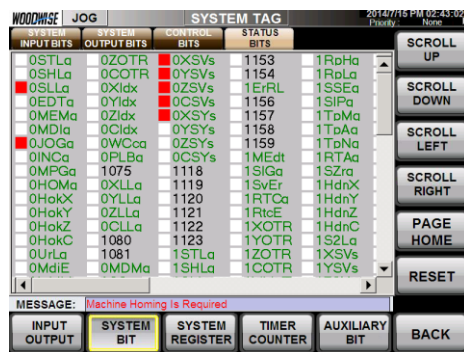 WOODWISE JOG SYSTEM TAG 2014/7/15 PM 02:43:02
Priority: None
SYSTEM INPUT BITS SYSTEM OUTPUT BITS CONTROL BITS STATUS BITS
0STLa 0ZOTR 0XSVs 1153 1RpHa
0SHLa 0COTR 0YSVs 1154 1RpLa
0SLLa 0XIdx 0ZSVs 1ErRL 1SSEa
0EDTa 0YIdx 0CSVs 1156 1SIPa
0MEMa 0ZIdx 0XSYs 1157 1TpMa
0MDIa 0CIdx 0YSYs 1158 1TpAa
0JOGa 0WCca 0ZSYs 1159 1TpNa
0INCa 0PLBa 0CSYs 1MEdt 1RTAa
0MPGa 1075 1118 1SIGa 1SZra
0HOMa 0XLLa 1119 1SvEr 1HdnX
0HokX 0YLLa 1120 1RTCa 1HdnY
0HokY 0ZLLa 1121 1RtcE 1HdnZ
0HokZ 0CLLa 1122 1XOTR 1HdnC
0HokC 1080 1123 1YOTR 1S2La
0UrLa 1081 1STLa 1ZOTR 1XSVs
0MdiE 0MDMa 1SHLa 1COTR 1YSVs
SCROLL UP
SCROLL DOWN
SCROLL LEFT
SCROLL RIGHT
PAGE HOME
RESET
MESSAGE: Machine Homing Is Required
INPUT OUTPUT SYSTEM BIT SYSTEM REGISTER TIMER COUNTER AUXILIARY BIT BACK